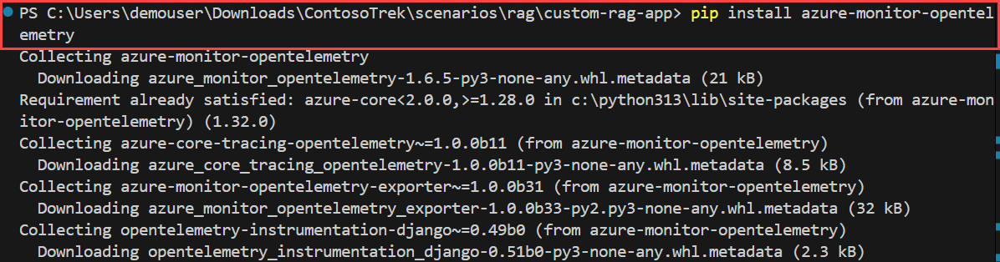 PS C:\Users\demouser\Downloads\ContosoTrek\scenarios\rag\custom-rag-app> pip install azure-monitor-opentel
emetry
Collecting azure-monitor-opentelemetry
  Downloading azure_monitor_opentelemetry-1.6.5-py3-none-any.whl.metadata (21 kB)
Requirement already satisfied: azure-core<2.0.0,>=1.28.0 in c:\python313\lib\site-packages (from azure-mon
itor-opentelemetry) (1.32.0)
Collecting azure-core-tracing-opentelemetry~=1.0.0b11 (from azure-monitor-opentelemetry)
  Downloading azure_core_tracing_opentelemetry-1.0.0b11-py3-none-any.whl.metadata (8.5 kB)
Collecting azure-monitor-opentelemetry-exporter~=1.0.0b31 (from azure-monitor-opentelemetry)
  Downloading azure_monitor_opentelemetry_exporter-1.0.0b33-py2.py3-none-any.whl.metadata (32 kB)
Collecting opentelemetry-instrumentation-django~=0.49b0 (from azure-monitor-opentelemetry)
  Downloading opentelemetry_instrumentation_django-0.51b0-py3-none-any.whl.metadata (2.3 kB)